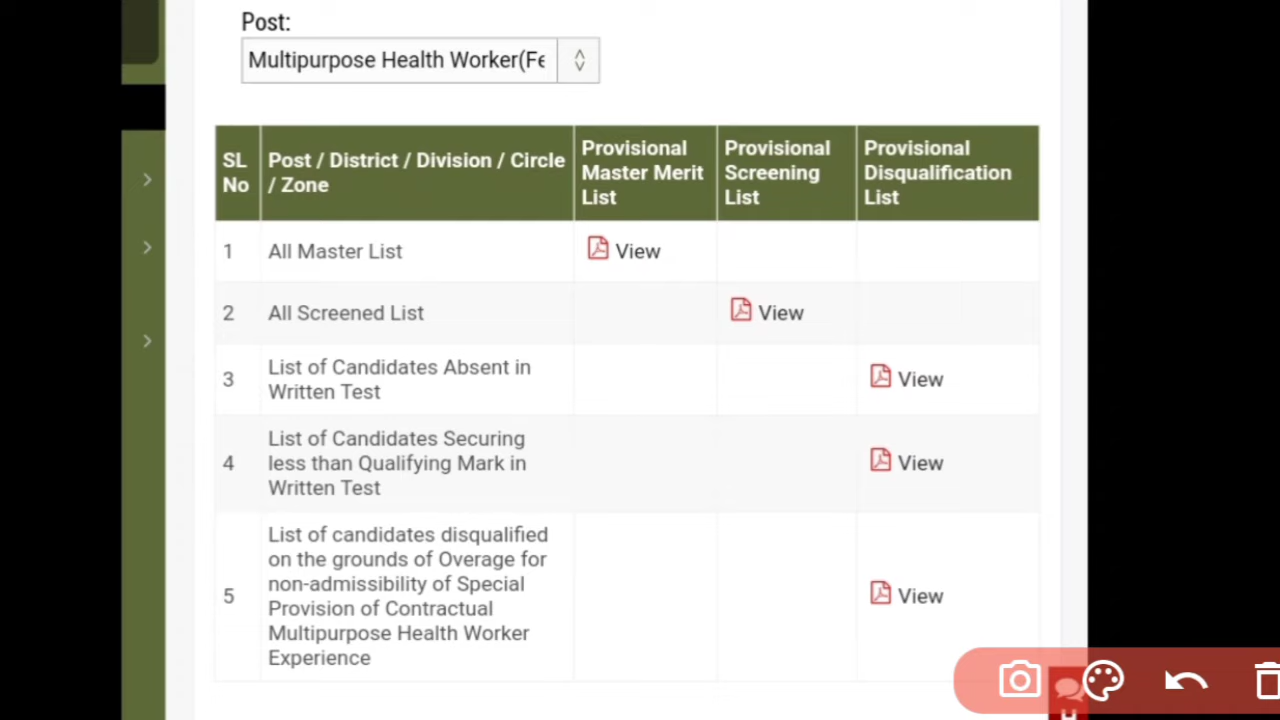 Post:
Multipurpose Health Worker(Fe
SL No
Post / District / Division / Circle
/ Zone
Provisional
Master Merit
List
Provisional
Screening
List
Provisional
Disqualification
List
1
All Master List
View
2
All Screened List
View
3
List of Candidates Absent in
Written Test
View
4
List of Candidates Securing
less than Qualifying Mark in
Written Test
View
5
List of candidates disqualified
on the grounds of Overage for
non-admissibility of Special
Provision of Contractual
Multipurpose Health Worker
Experience
View